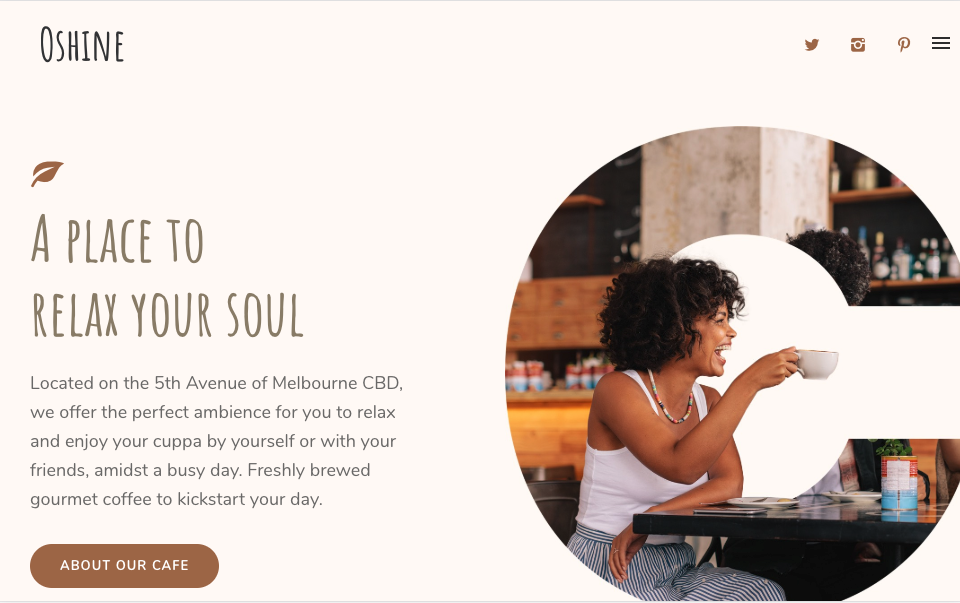 Oshine
A place to
relax your soul
Located on the 5th Avenue of Melbourne CBD,
we offer the perfect ambience for you to relax
and enjoy your cuppa by yourself or with your
friends, amidst a busy day. Freshly brewed
gourmet coffee to kickstart your day.
ABOUT OUR CAFE